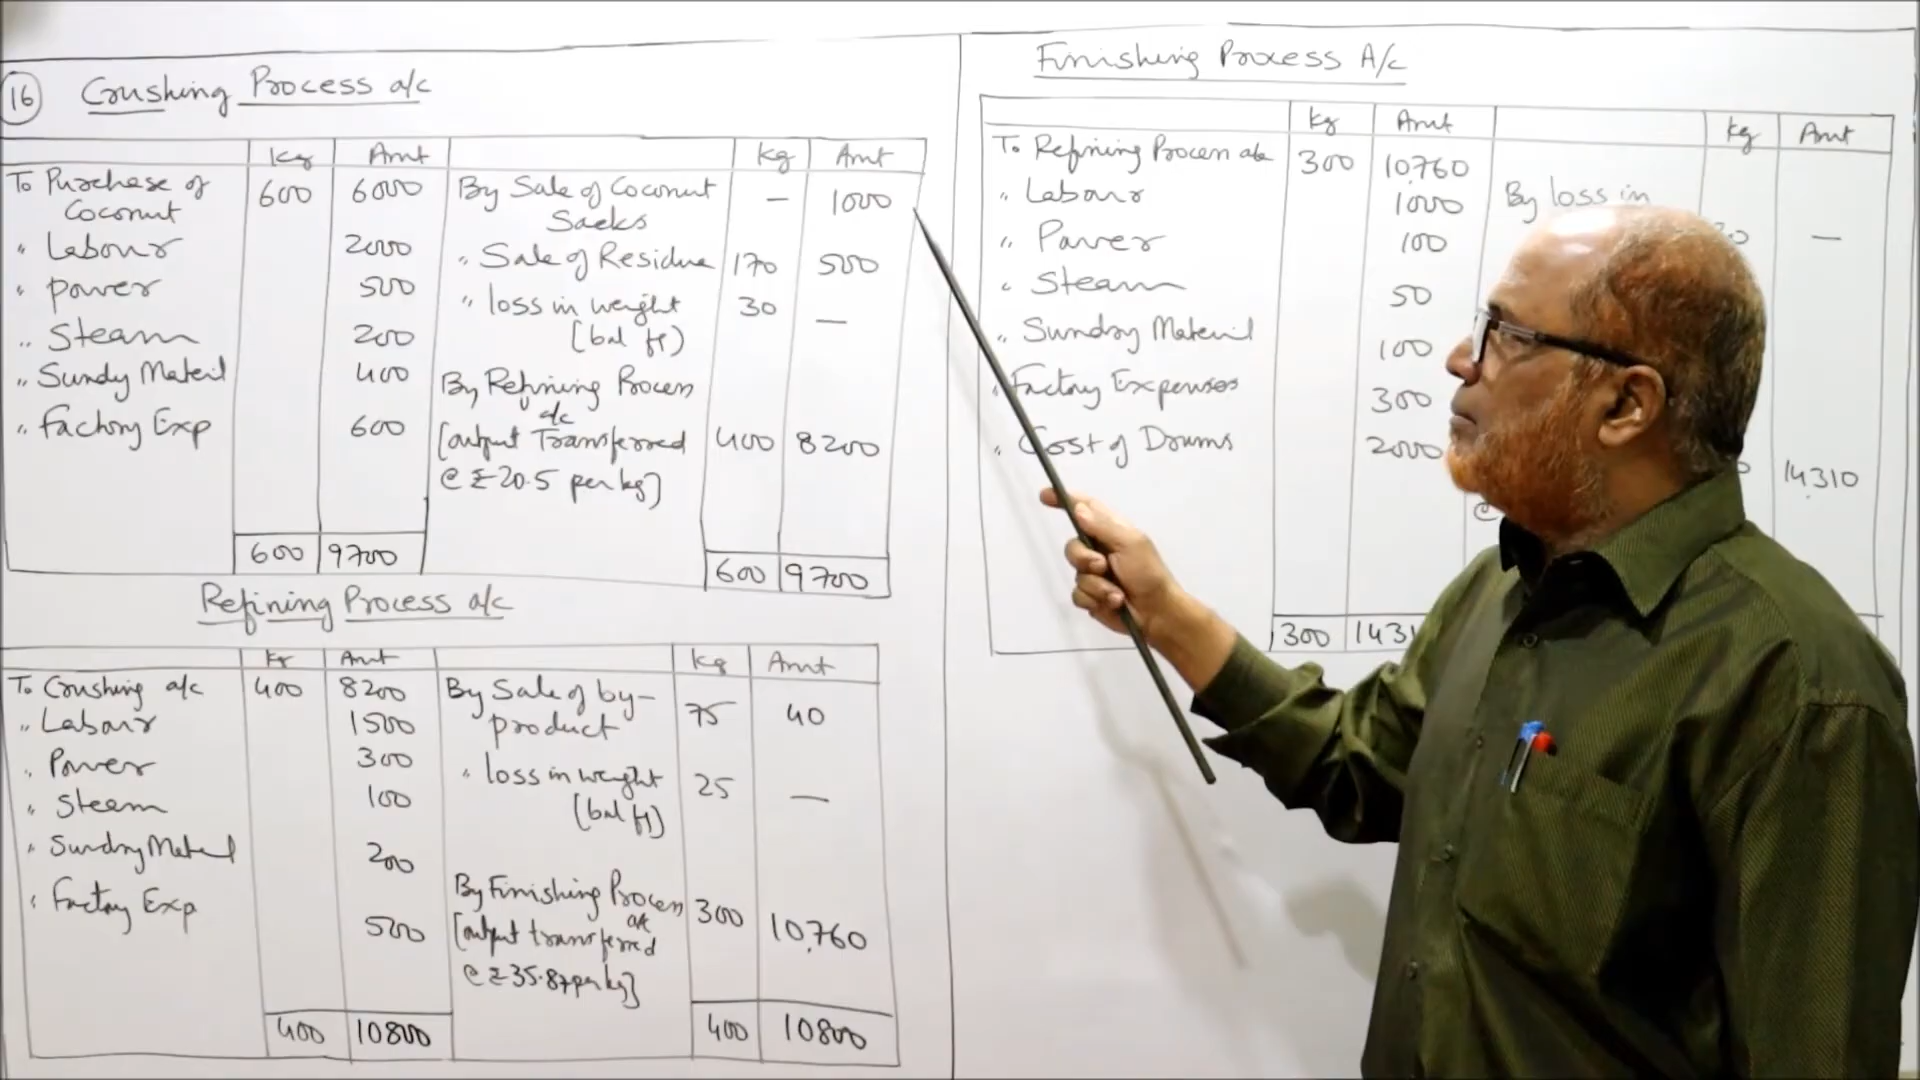 16
Crushing Process a/c
Kg Amt Kg Amt
To Purchase of 600 6000 By Sale of Coconut — 1000
Coconut Sacks
" Labour 2000 " Sale of Residue 170 500
" Power 500 " loss in weight 30 —
" Steam 200 [bal f]
" Sundy Materil 400 By Refining Process
a/c
" Factory Exp 600 [output Transferred 400 8200
@ ₹20.5 per kg]
600 9700 600 9700
Refining Process a/c
Kg Amt Kg Amt
To Crushing a/c 400 8200 By Sale of by- 75 40
" Labour 1500 product
" Power 300 " loss in weight 25 —
" Steam 100 [bal f]
" Sundry Matel 200
" Factory Exp 500 By Finishing Process 300 10,760
a/c
[output transferred
@ ₹35.87 per kg]
400 10800 400 10800
Finishing Process A/c
Kg Amt Kg Amt
To Refining Process a/c 300 10,760
" Labour 1000 By loss in
" Power 100 —
" Steam 50
" Sundry Materil 100
" Factory Expenses 300
" Cost of Drums 2000 14,310
@
300 1431